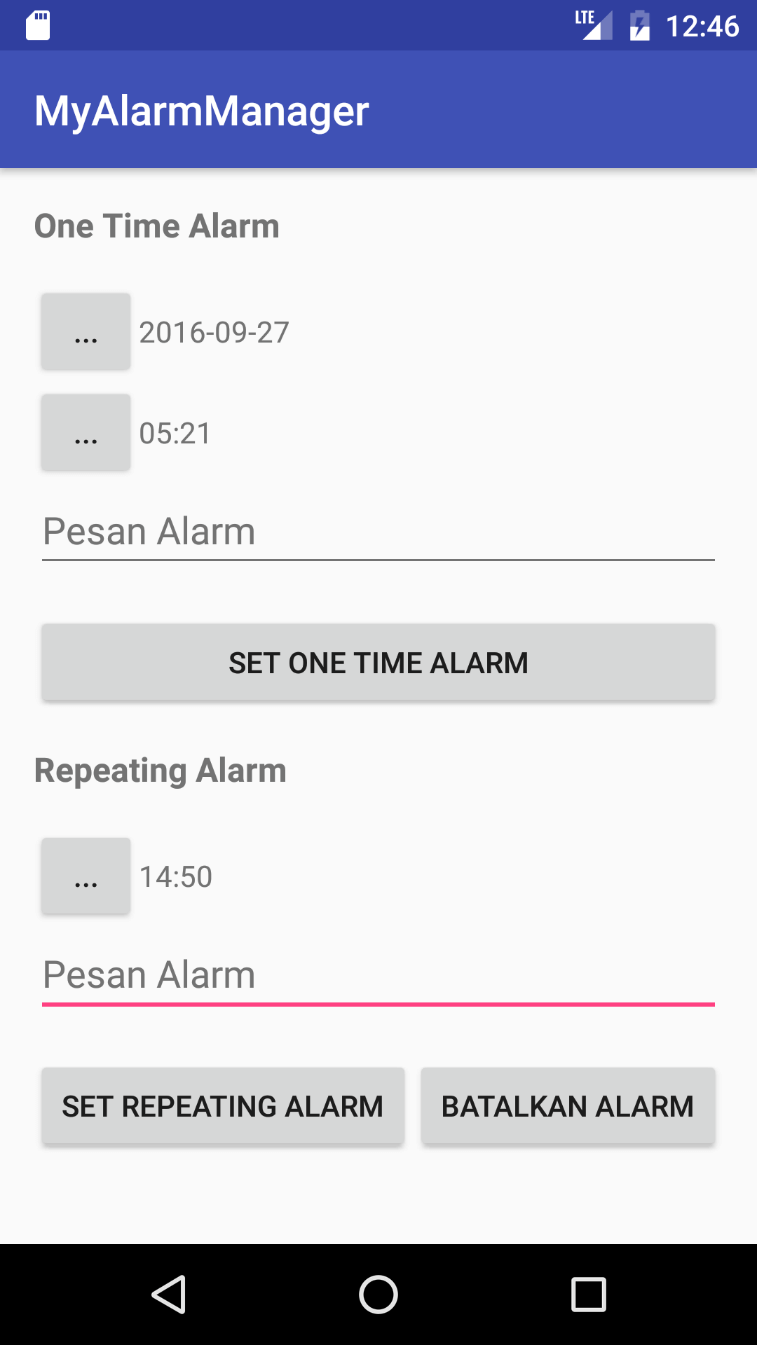 LTE 12:46
MyAlarmManager
One Time Alarm
... 2016-09-27
... 05:21
Pesan Alarm
SET ONE TIME ALARM
Repeating Alarm
... 14:50
Pesan Alarm
SET REPEATING ALARM BATALKAN ALARM